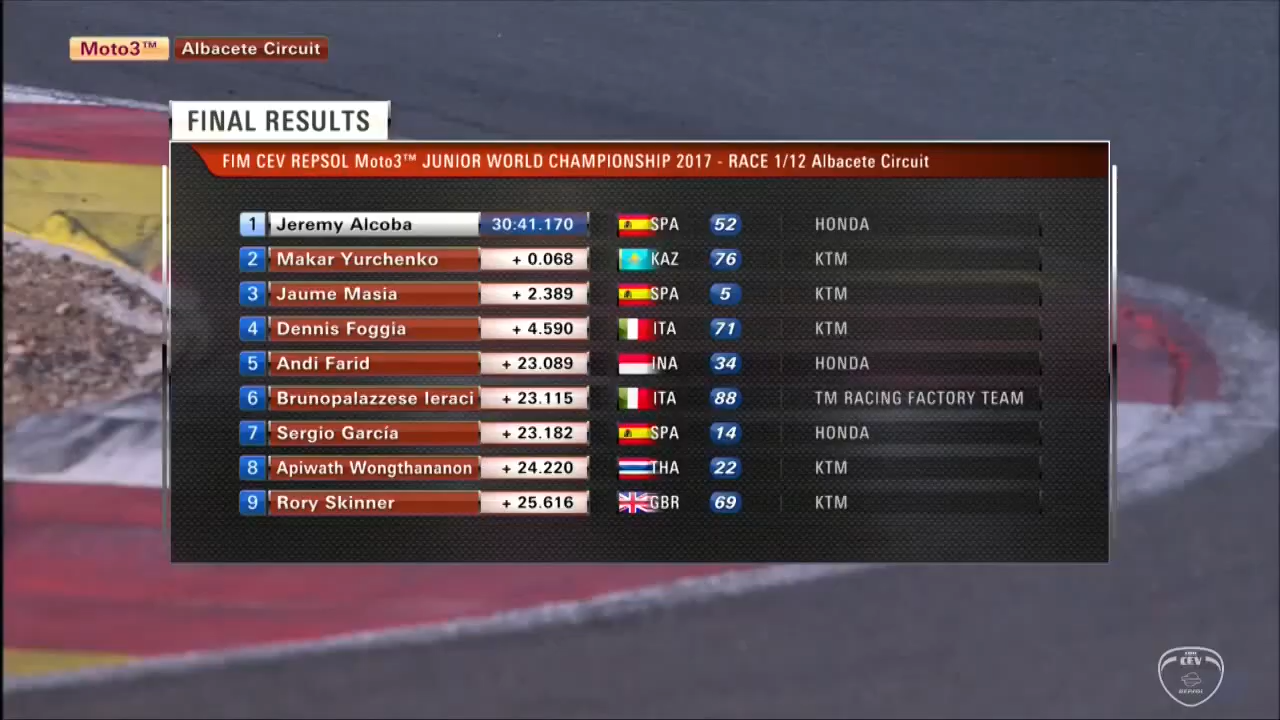 Moto3™ Albacete Circuit
FINAL RESULTS
FIM CEV REPSOL Moto3™ JUNIOR WORLD CHAMPIONSHIP 2017 - RACE 1/12 Albacete Circuit
1 Jeremy Alcoba 30:41.170 SPA 52 HONDA
2 Makar Yurchenko + 0.068 KAZ 76 KTM
3 Jaume Masia + 2.389 SPA 5 KTM
4 Dennis Foggia + 4.590 ITA 71 KTM
5 Andi Farid + 23.089 INA 34 HONDA
6 Brunopalazzese Ieraci + 23.115 ITA 88 TM RACING FACTORY TEAM
7 Sergio García + 23.182 SPA 14 HONDA
8 Apiwath Wongthananon + 24.220 THA 22 KTM
9 Rory Skinner + 25.616 GBR 69 KTM
FIM
CEV
REPSOL